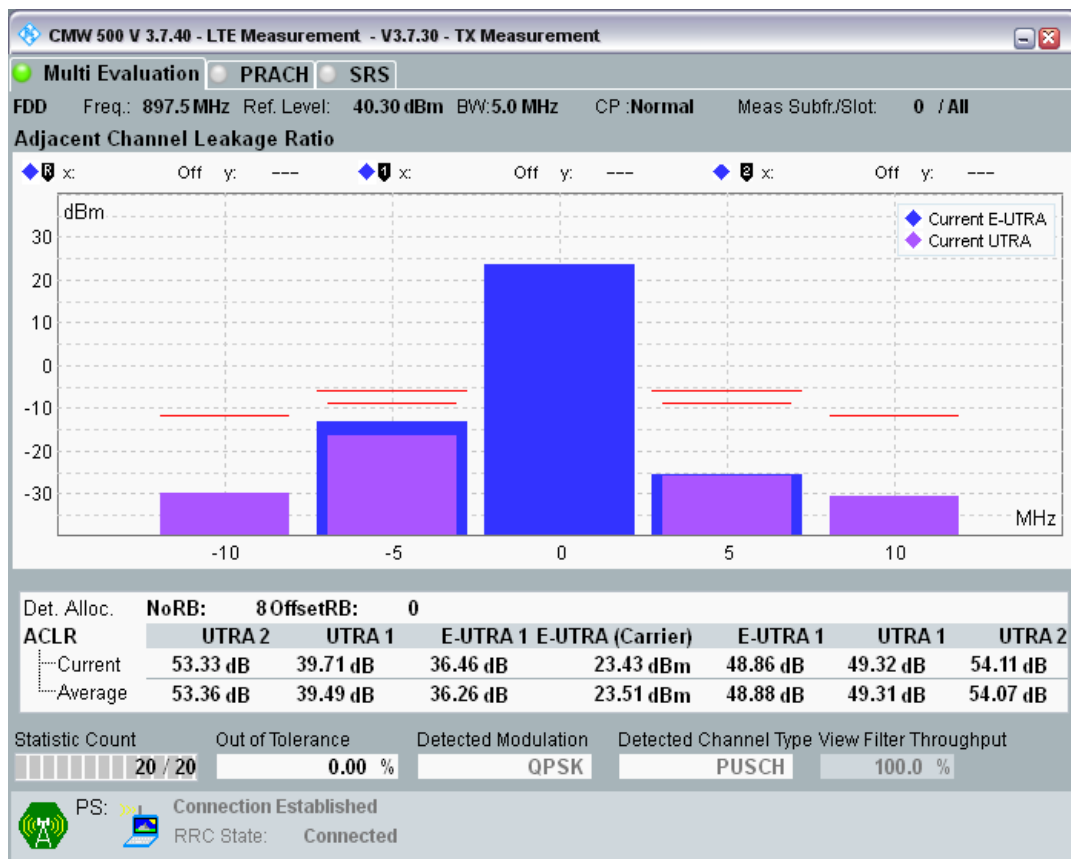 CMW 500 V 3.7.40 - LTE Measurement - V3.7.30 - TX Measurement
Multi Evaluation PRACH SRS
FDD Freq.: 897.5 MHz Ref. Level: 40.30 dBm BW:5.0 MHz CP :Normal Meas Subfr./Slot: 0 / All
Adjacent Channel Leakage Ratio
R x: Off y: --- 1 x: Off y: --- 2 x: Off y: ---
dBm
Current E-UTRA
Current UTRA
30
20
10
0
-10
-20
-30
MHz
-10 -5 0 5 10
Det. Alloc. NoRB: 8 OffsetRB: 0
ACLR UTRA 2 UTRA 1 E-UTRA 1 E-UTRA (Carrier) E-UTRA 1 UTRA 1 UTRA 2
Current 53.33 dB 39.71 dB 36.46 dB 23.43 dBm 48.86 dB 49.32 dB 54.11 dB
Average 53.36 dB 39.49 dB 36.26 dB 23.51 dBm 48.88 dB 49.31 dB 54.07 dB
Statistic Count Out of Tolerance Detected Modulation Detected Channel Type View Filter Throughput
20 / 20 0.00 % QPSK PUSCH 100.0 %
PS: Connection Established
RRC State: Connected